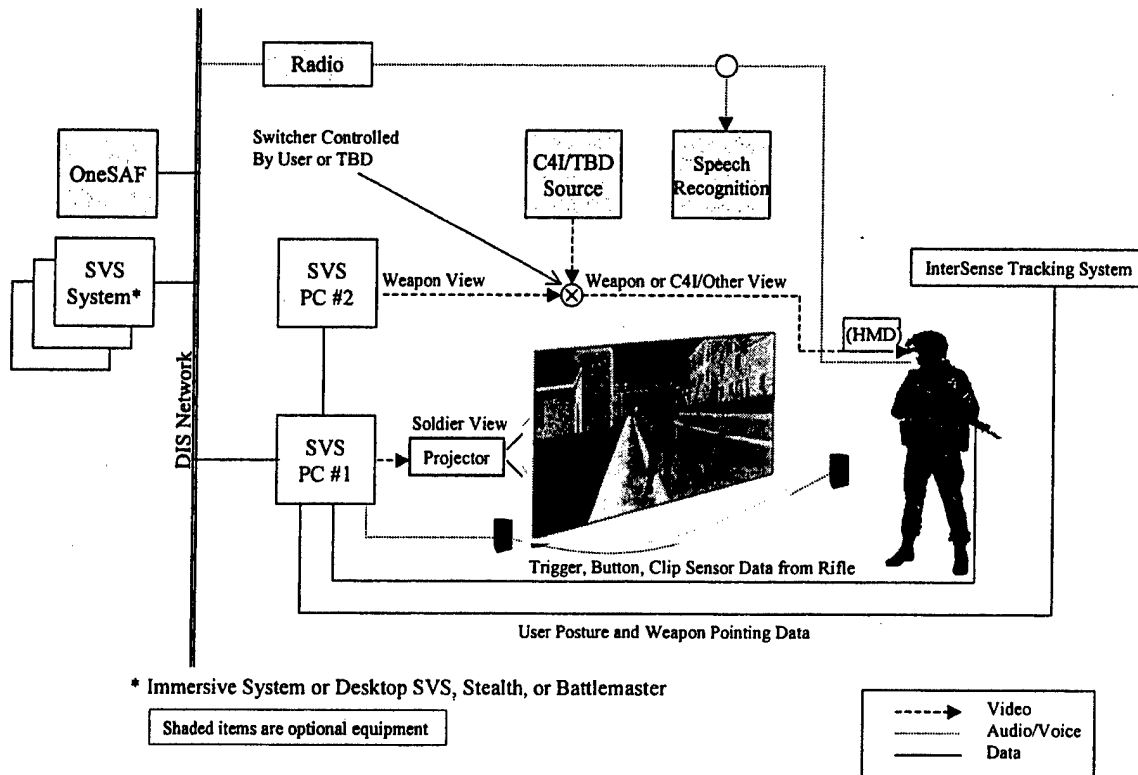 Radio
Switcher Controlled
By User or TBD
OneSAF
C4I/TBD
Source
Speech
Recognition
SVS
System*
SVS
PC #2
Weapon View
Weapon or C4I/Other View
InterSense Tracking System
(HMD)
DIS Network
SVS
PC #1
Soldier View
Projector
Trigger, Button, Clip Sensor Data from Rifle
User Posture and Weapon Pointing Data
* Immersive System or Desktop SVS, Stealth, or Battlemaster
Shaded items are optional equipment
Video
Audio/Voice
Data